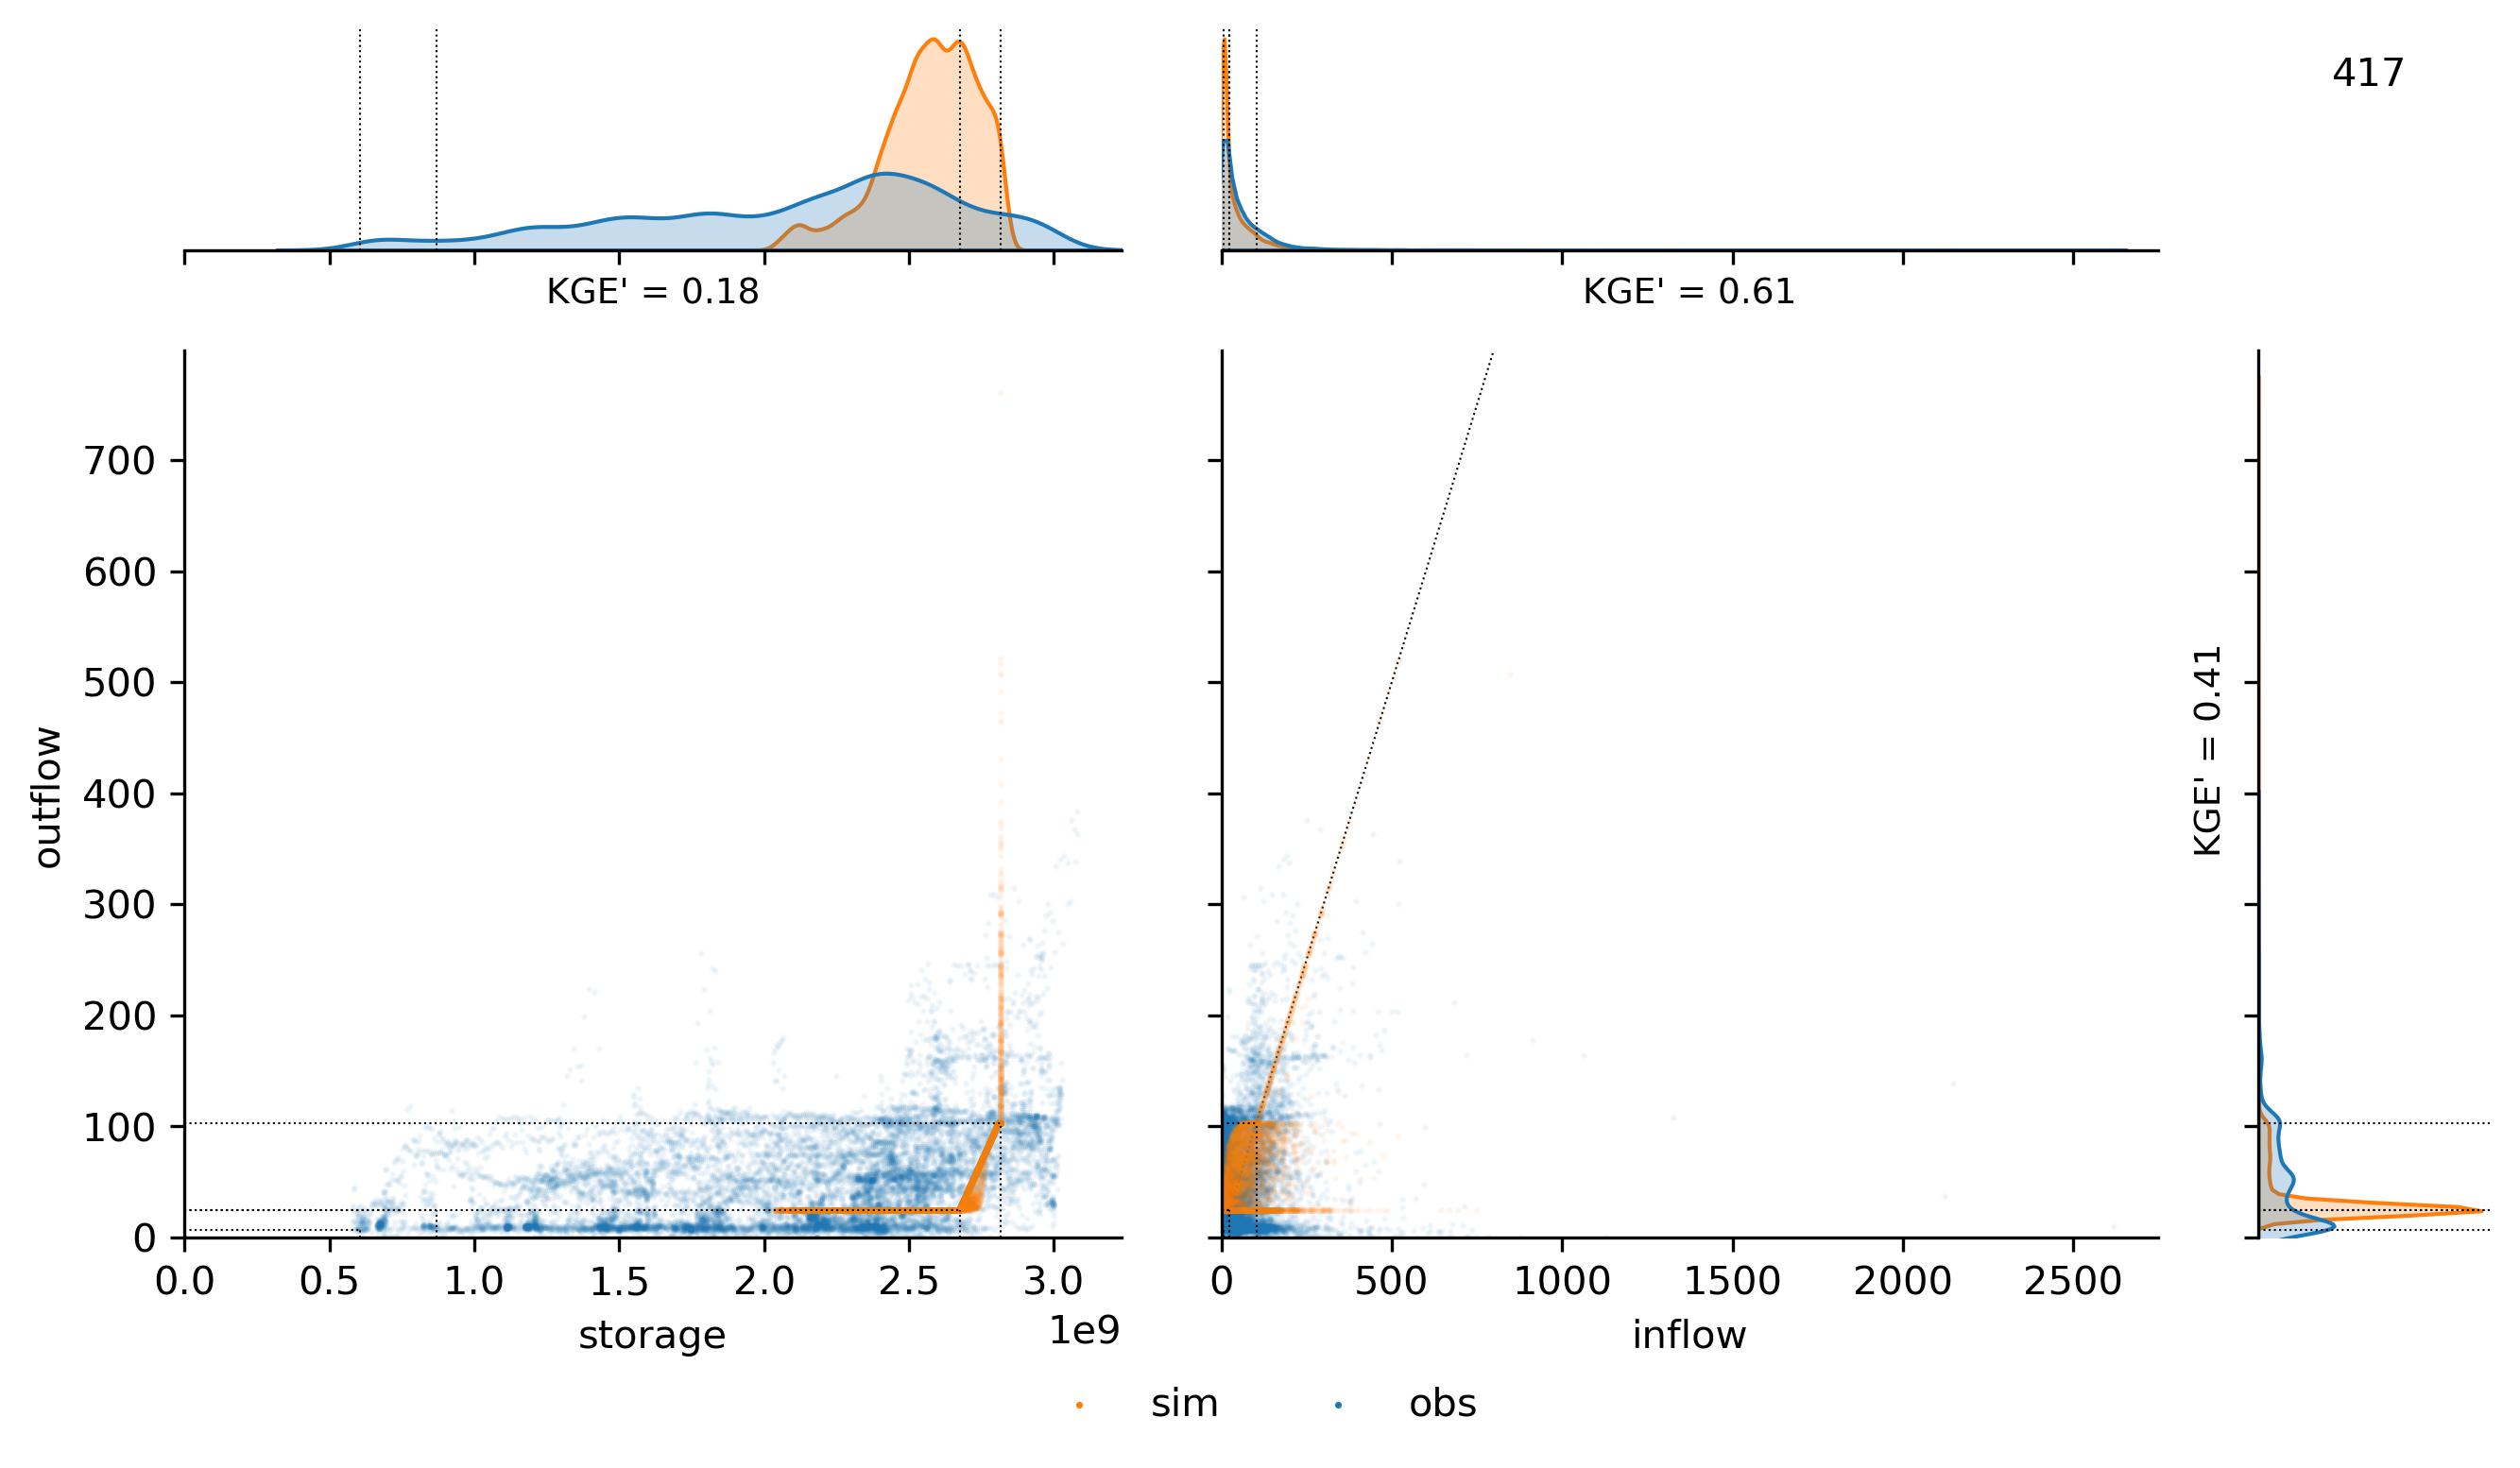 417
KGE' = 0.18
KGE' = 0.61
700
600
500
400
300
200
100
0
outflow
KGE' = 0.41
0.0 0.5 1.0 1.5 2.0 2.5 3.0
1e9
storage
0 500 1000 1500 2000 2500
inflow
sim obs